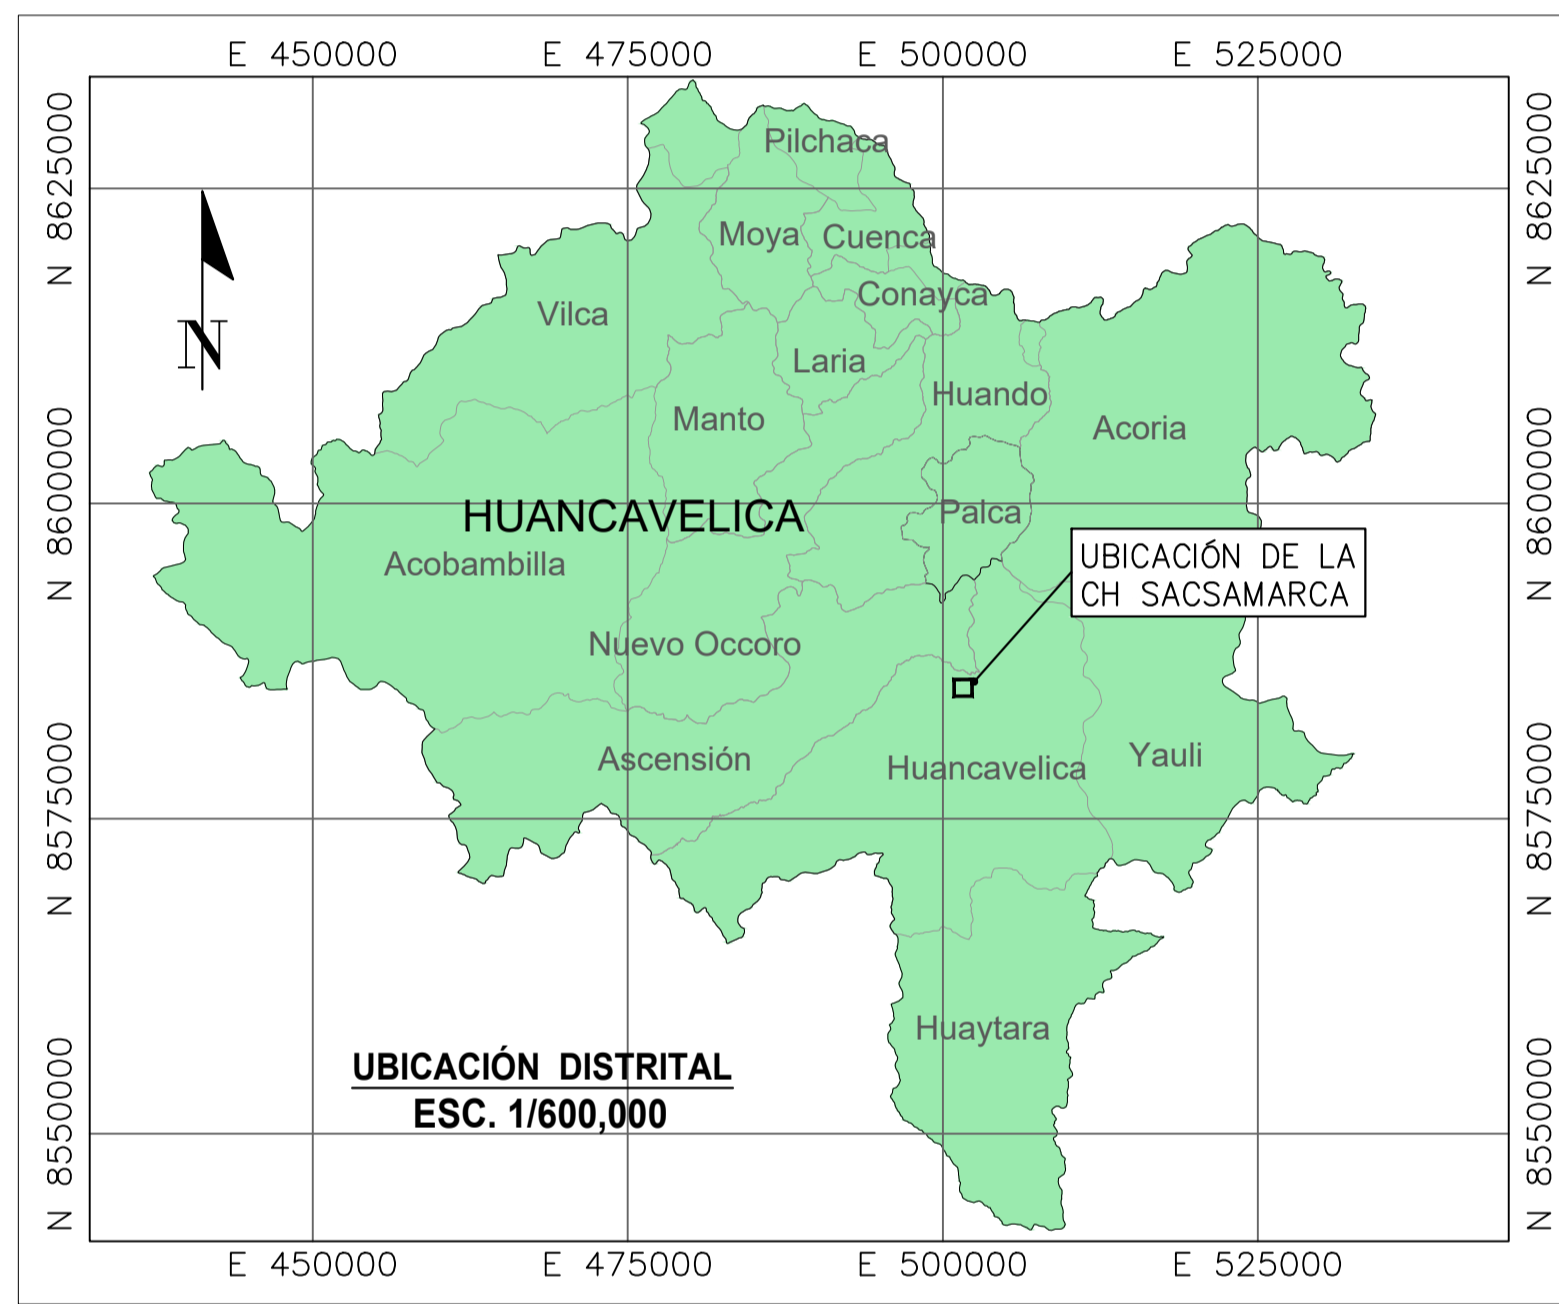 E 450000
E 475000
E 500000
E 525000
N 8625000
N 8625000
Pilchaca
Moya
Cuenca
Conayca
Vilca
N
Laria
Huando
Manto
Acoria
N 8600000
N 8600000
HUANCAVELICA
Palca
Acobambilla
UBICACIÓN DE LA
CH SACSAMARCA
Nuevo Occoro
Ascensión
Huancavelica
Yauli
N 8575000
N 8575000
Huaytara
UBICACIÓN DISTRITAL
ESC. 1/600,000
N 8550000
N 8550000
E 450000
E 475000
E 500000
E 525000